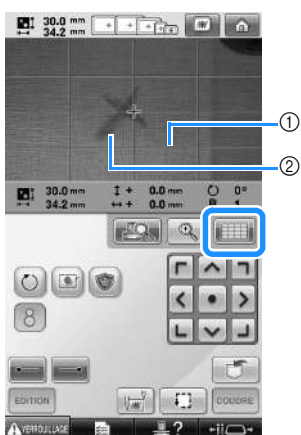 30.0 mm
34.2 mm
①
②
30.0 mm ↕ + 0.0 mm 0°
34.2 mm ↔ + 0.0 mm
8
EDITION COUDRE
VERROUILLAGE ?